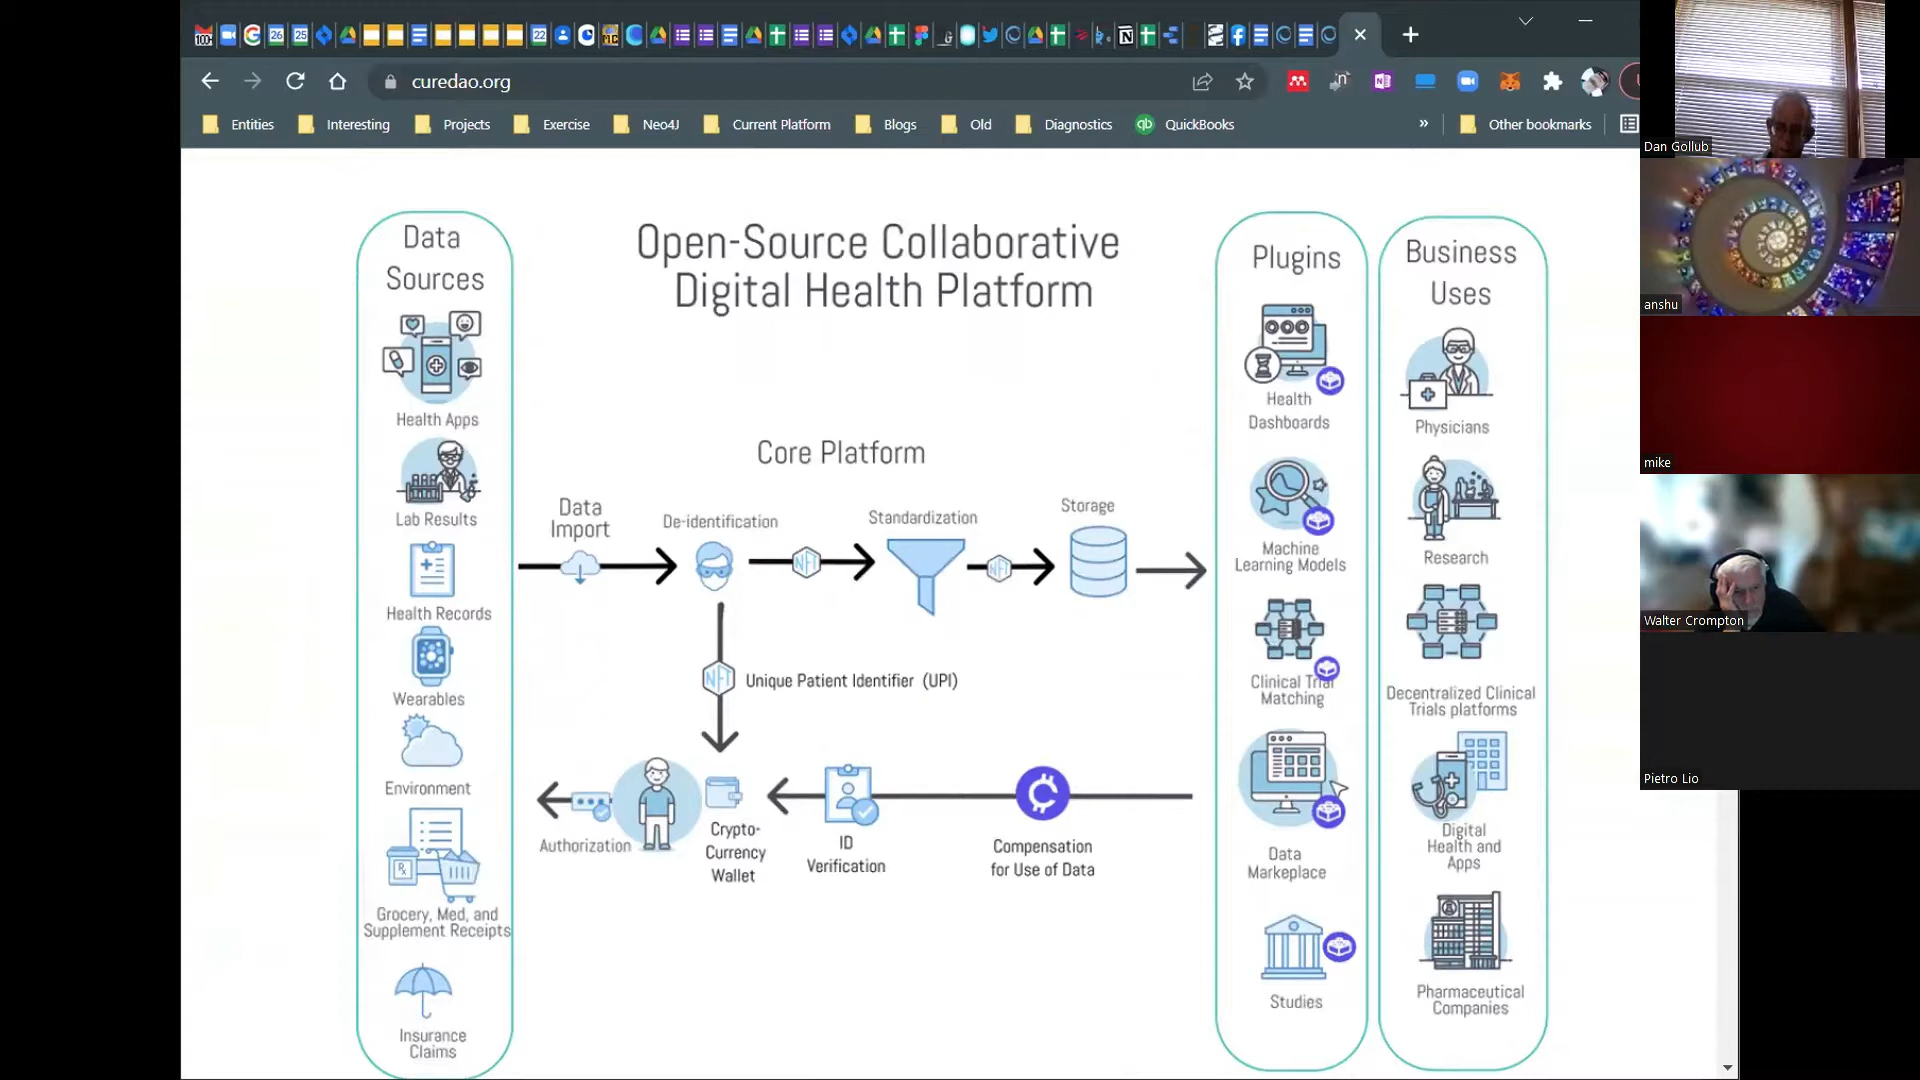 curedao.org
Entities
Interesting
Projects
Exercise
Neo4J
Current Platform
Blogs
Old
Diagnostics
QuickBooks
»
Other bookmarks
Open-Source Collaborative
Digital Health Platform
Data
Sources
Health Apps
Lab Results
Health Records
Wearables
Environment
Grocery, Med, and
Supplement Receipts
Insurance
Claims
Core Platform
Data
Import
De-identification
NFT
Standardization
NFT
Storage
NFT
Unique Patient Identifier (UPI)
Authorization
Crypto-
Currency
Wallet
ID
Verification
Compensation
for Use of Data
Plugins
Health
Dashboards
Machine
Learning Models
Clinical Trial
Matching
Data
Markeplace
Studies
Business
Uses
Physicians
Research
Decentralized Clinical
Trials platforms
Digital
Health and
Apps
Pharmaceutical
Companies
Dan Gollub
anshu
mike
Walter Crompton
Pietro Lio